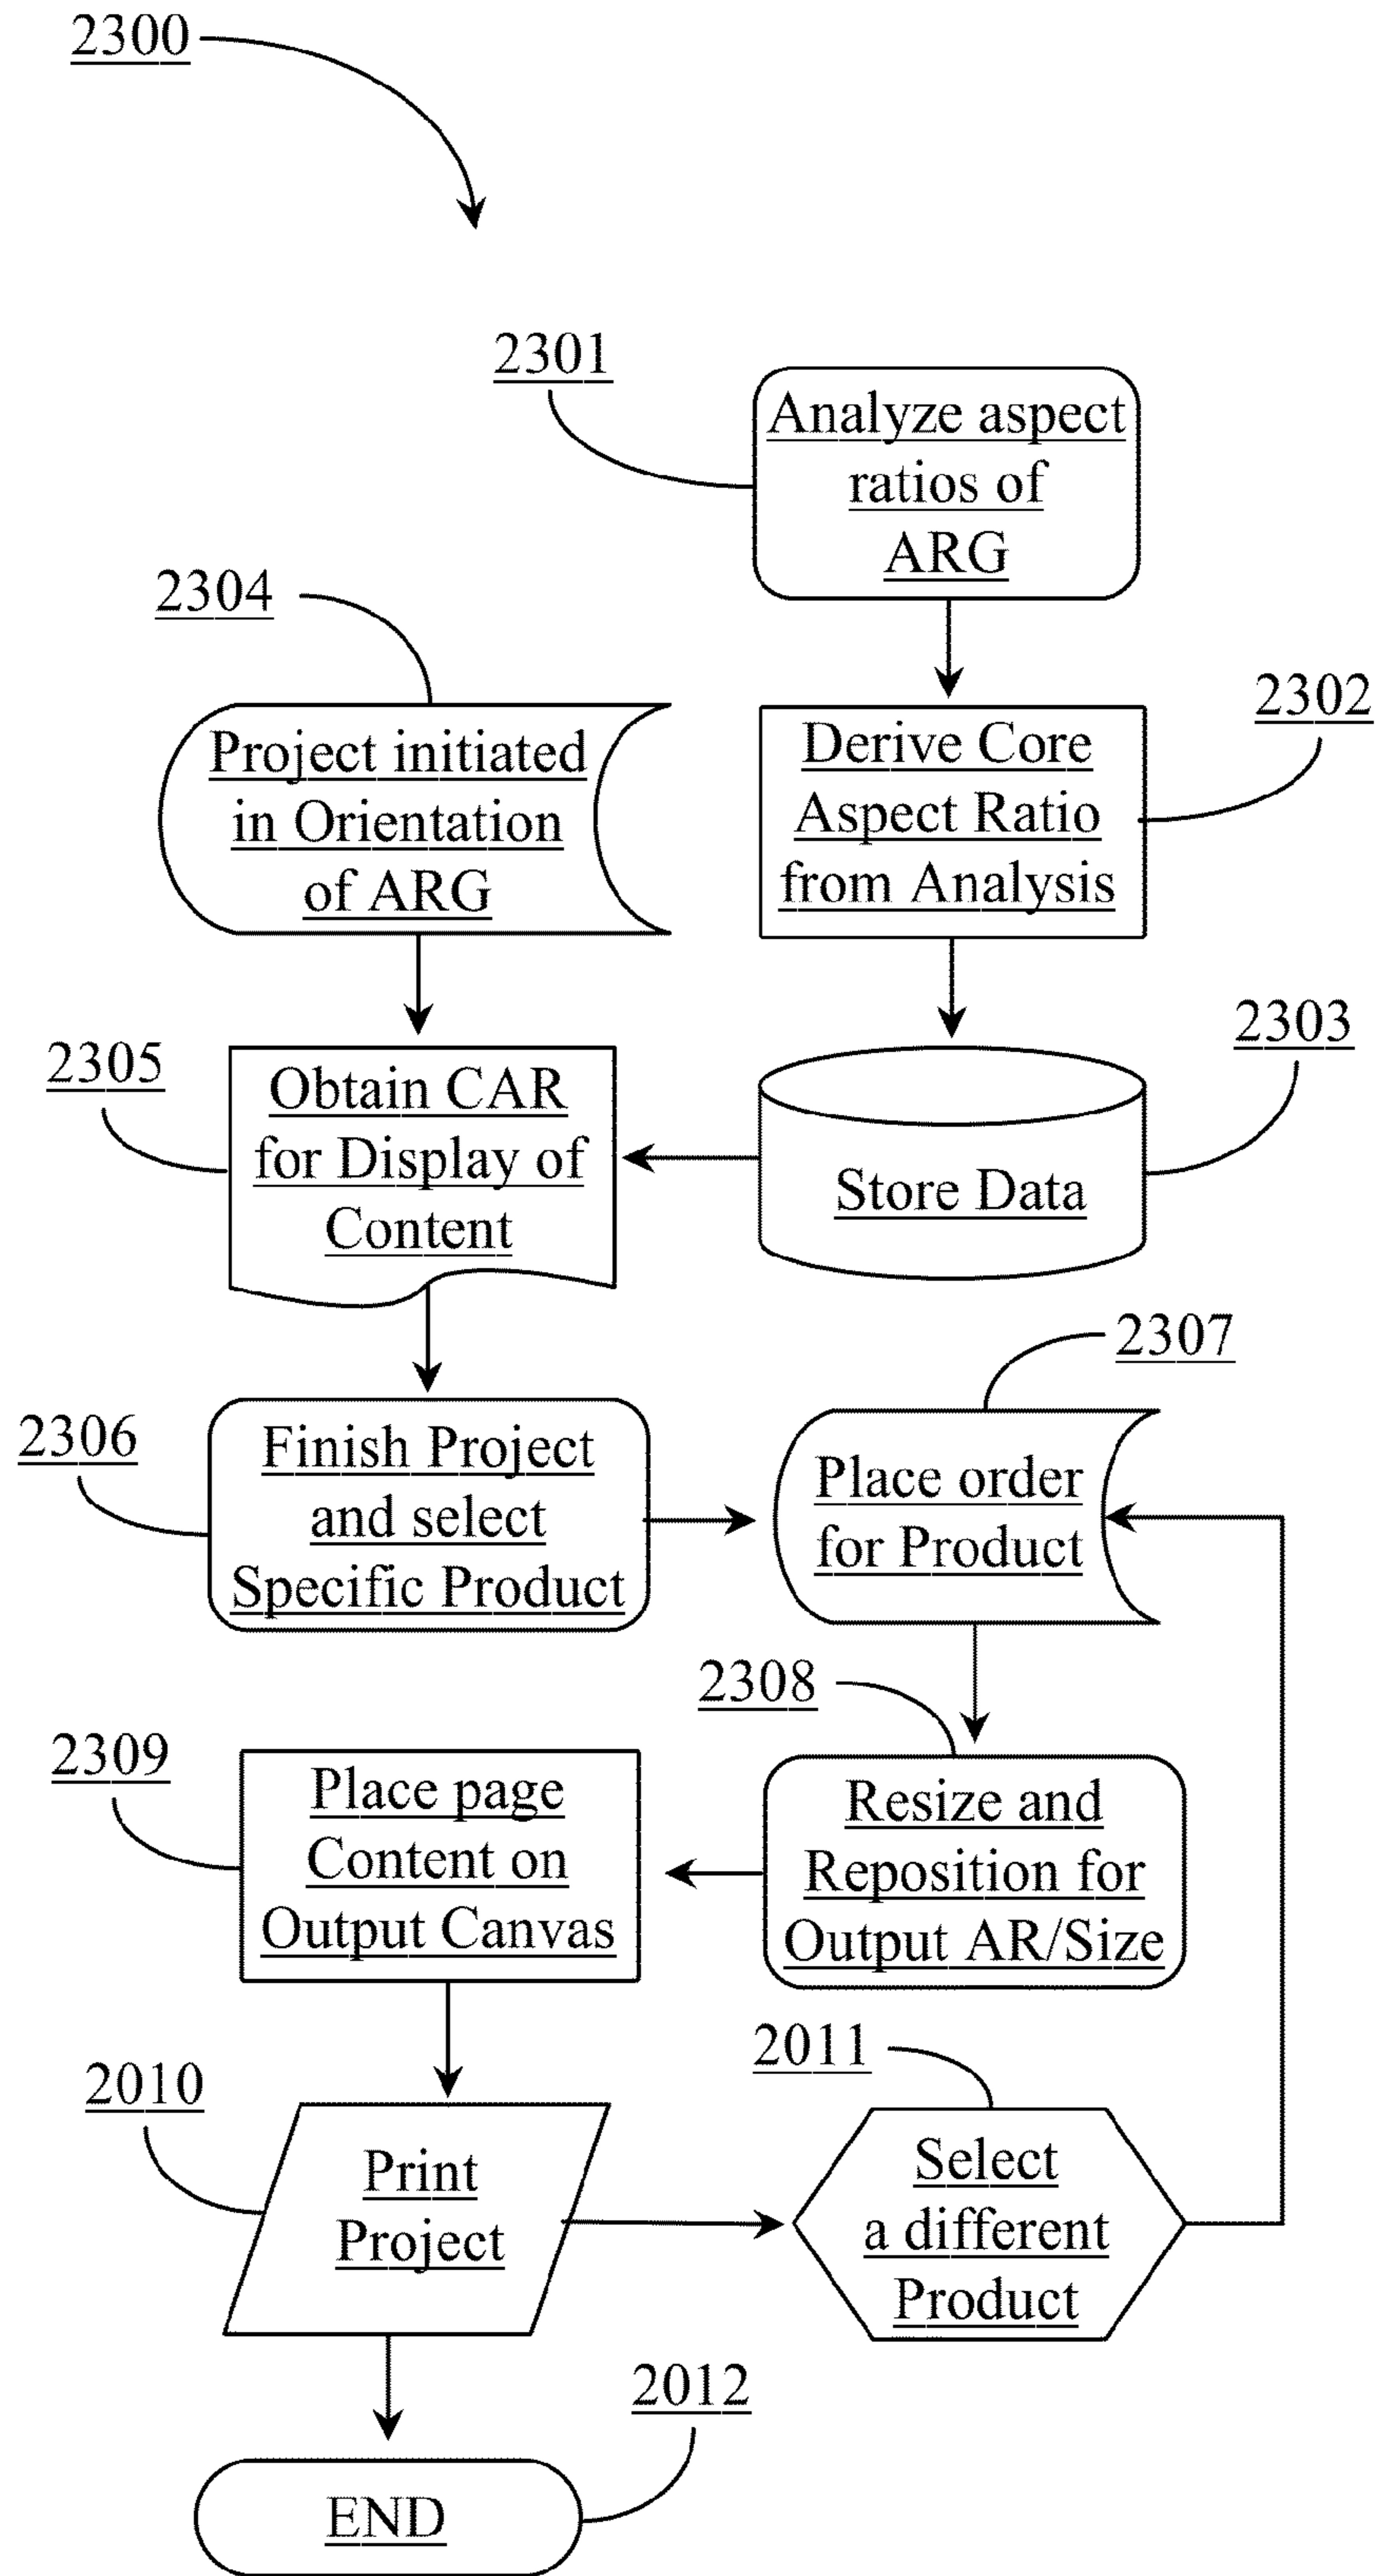 2300
2301
Analyze aspect
ratios of
ARG
2304
Project initiated
in Orientation
of ARG
2302
Derive Core
Aspect Ratio
from Analysis
2305
Obtain CAR
for Display of
Content
2303
Store Data
2306
Finish Project
and select
Specific Product
2307
Place order
for Product
2308
Resize and
Reposition for
Output AR/Size
2309
Place page
Content on
Output Canvas
2010
Print
Project
2011
Select
a different
Product
2012
END